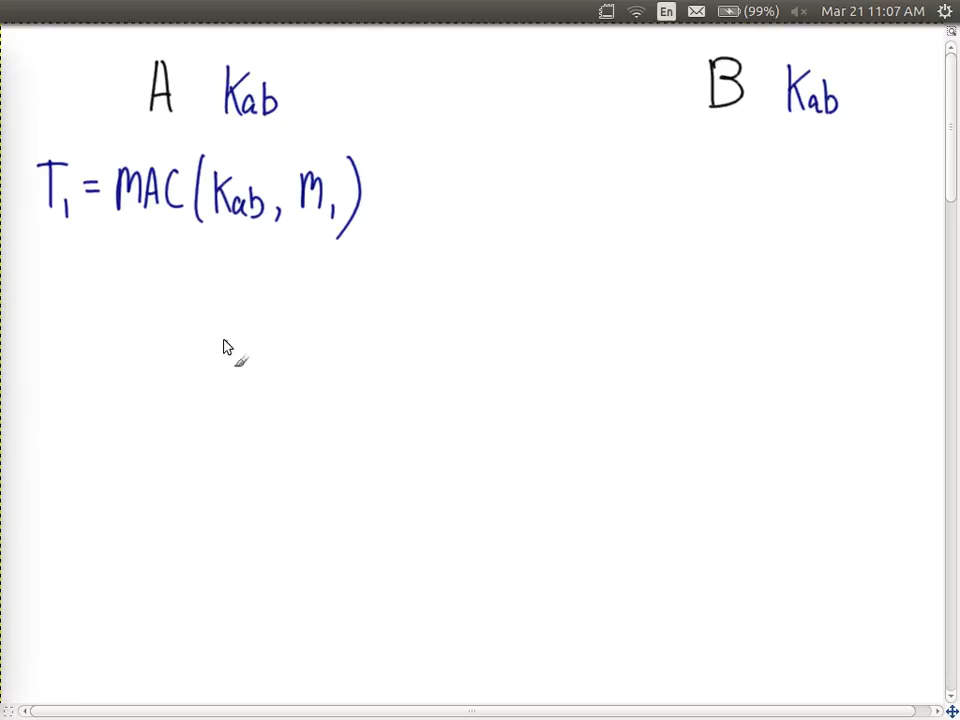 En (99%) Mar 21 11:07 AM
A Kab B Kab
T₁ = MAC (Kab, M₁)